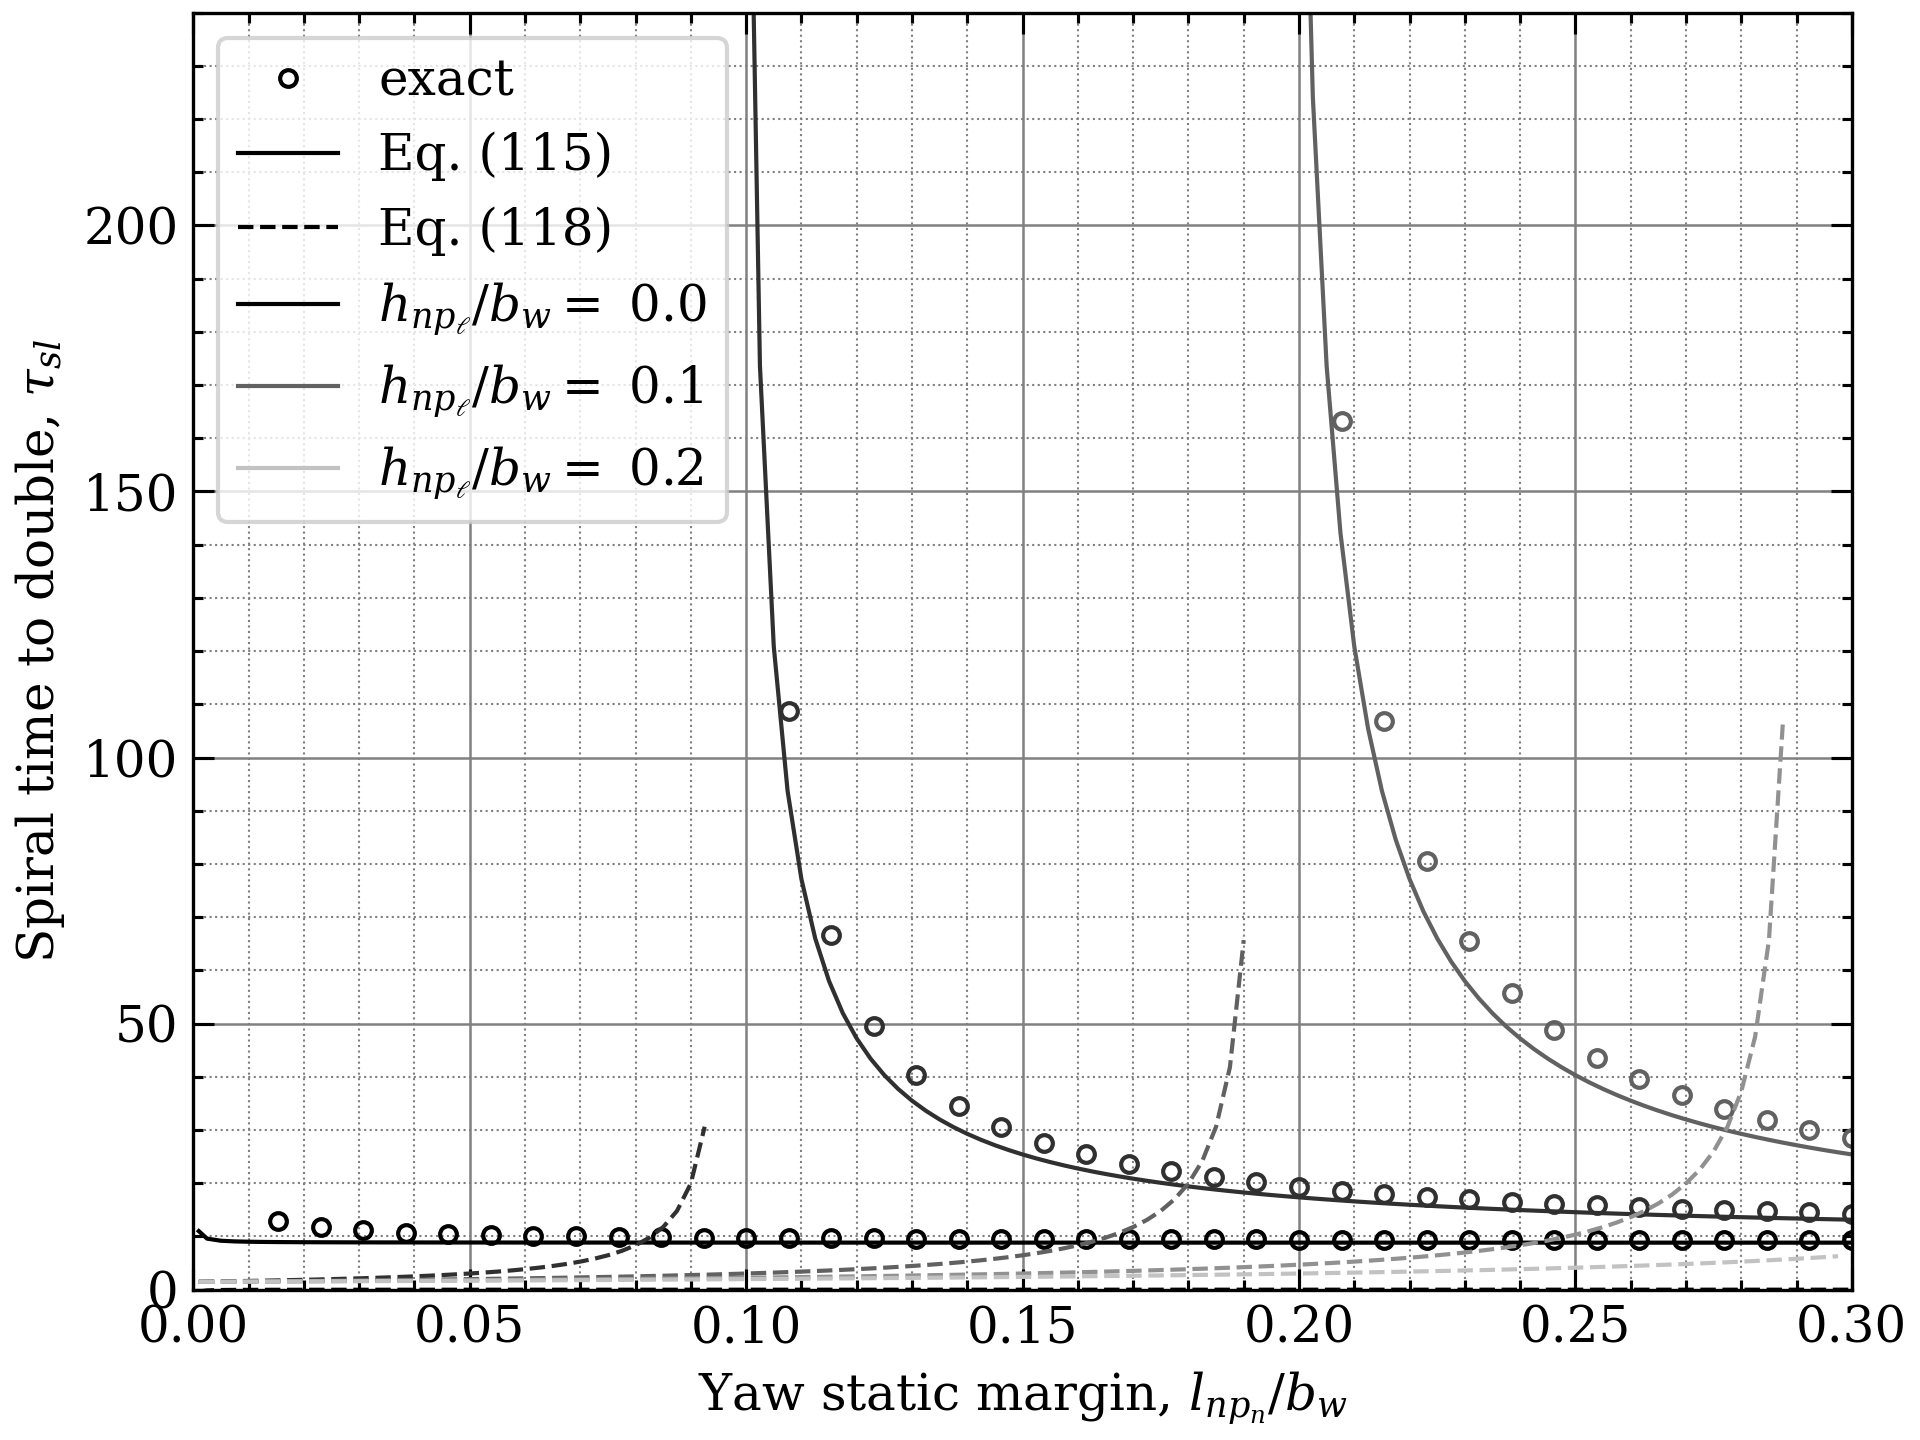 exact
Eq. (115)
Eq. (118)
h_{np_ℓ}/b_w = 0.0
h_{np_ℓ}/b_w = 0.1
h_{np_ℓ}/b_w = 0.2
Spiral time to double, τ_{sl}
200
150
100
50
0
0.00 0.05 0.10 0.15 0.20 0.25 0.30
Yaw static margin, l_{np_n}/b_w